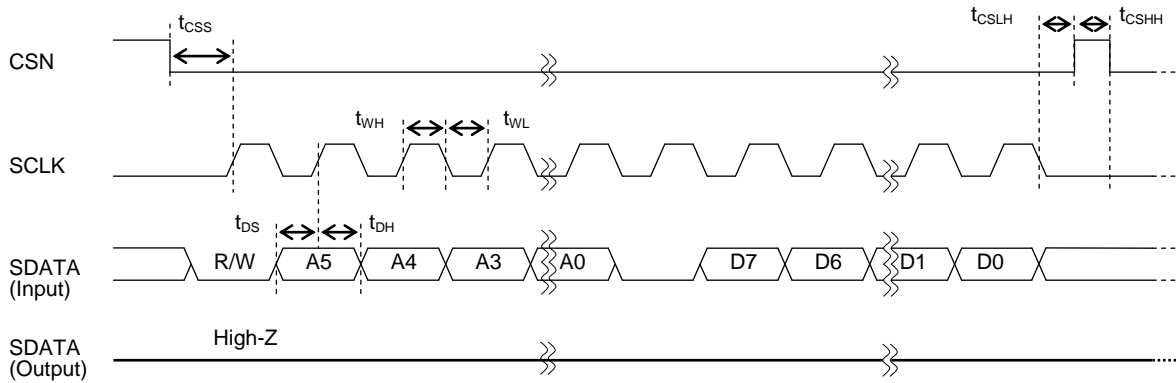 tCSS
tCSLH
tCSHH
CSN
tWH
tWL
SCLK
tDS
tDH
SDATA
(Input)
R/W
A5
A4
A3
A0
D7
D6
D1
D0
High-Z
SDATA
(Output)